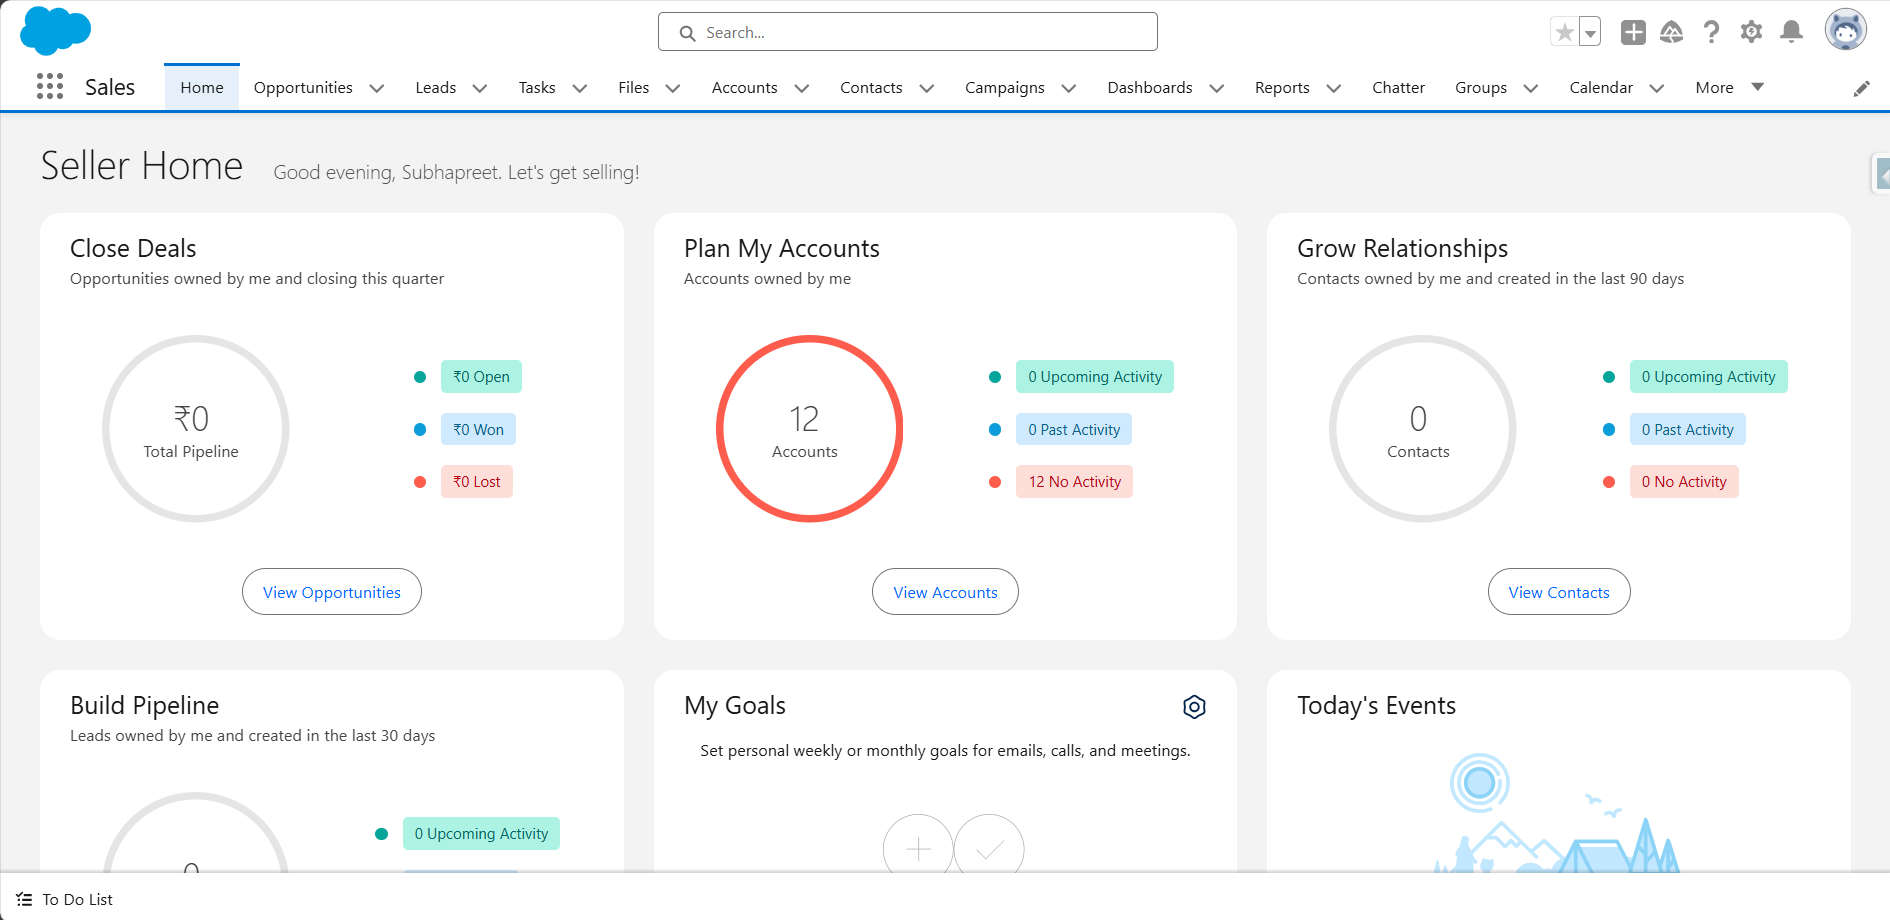 Search...
Sales
Home
Opportunities
Leads
Tasks
Files
Accounts
Contacts
Campaigns
Dashboards
Reports
Chatter
Groups
Calendar
More
Seller Home
Good evening, Subhapreet. Let's get selling!
Close Deals
Opportunities owned by me and closing this quarter
₹0
Total Pipeline
₹0 Open
₹0 Won
₹0 Lost
View Opportunities
Plan My Accounts
Accounts owned by me
12
Accounts
0 Upcoming Activity
0 Past Activity
12 No Activity
View Accounts
Grow Relationships
Contacts owned by me and created in the last 90 days
0
Contacts
0 Upcoming Activity
0 Past Activity
0 No Activity
View Contacts
Build Pipeline
Leads owned by me and created in the last 30 days
0 Upcoming Activity
My Goals
Set personal weekly or monthly goals for emails, calls, and meetings.
Today's Events
To Do List